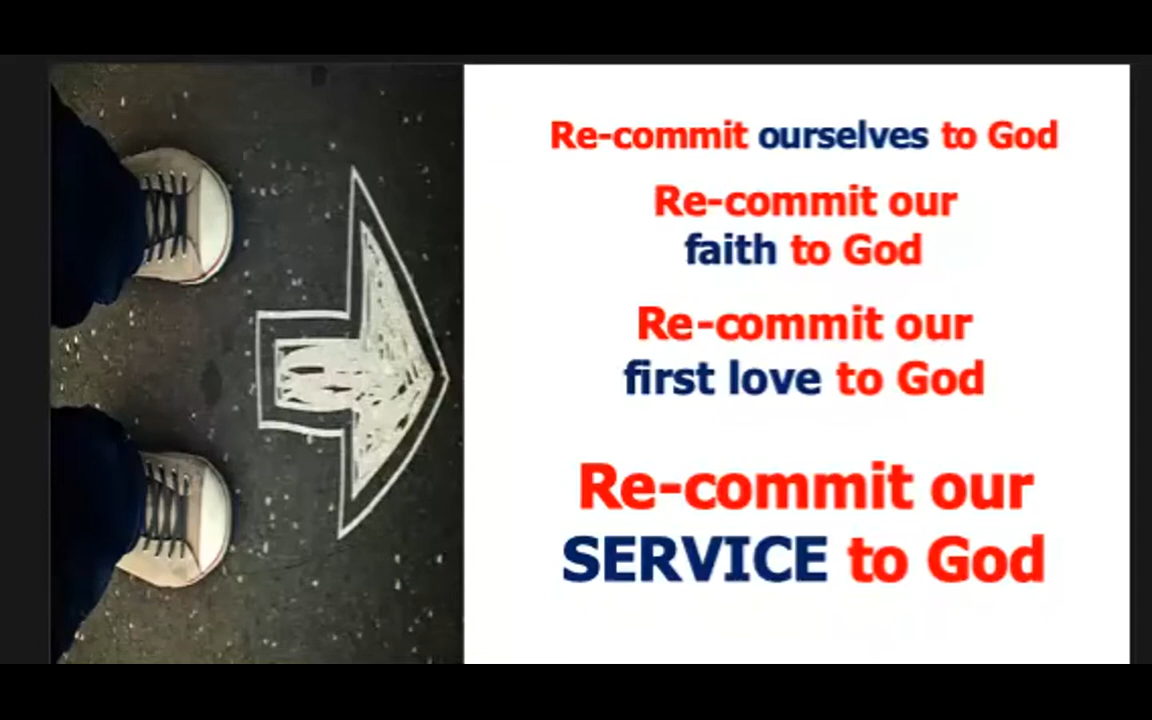 Re-commit ourselves to God
Re-commit our
faith to God
Re-commit our
first love to God
Re-commit our
SERVICE to God